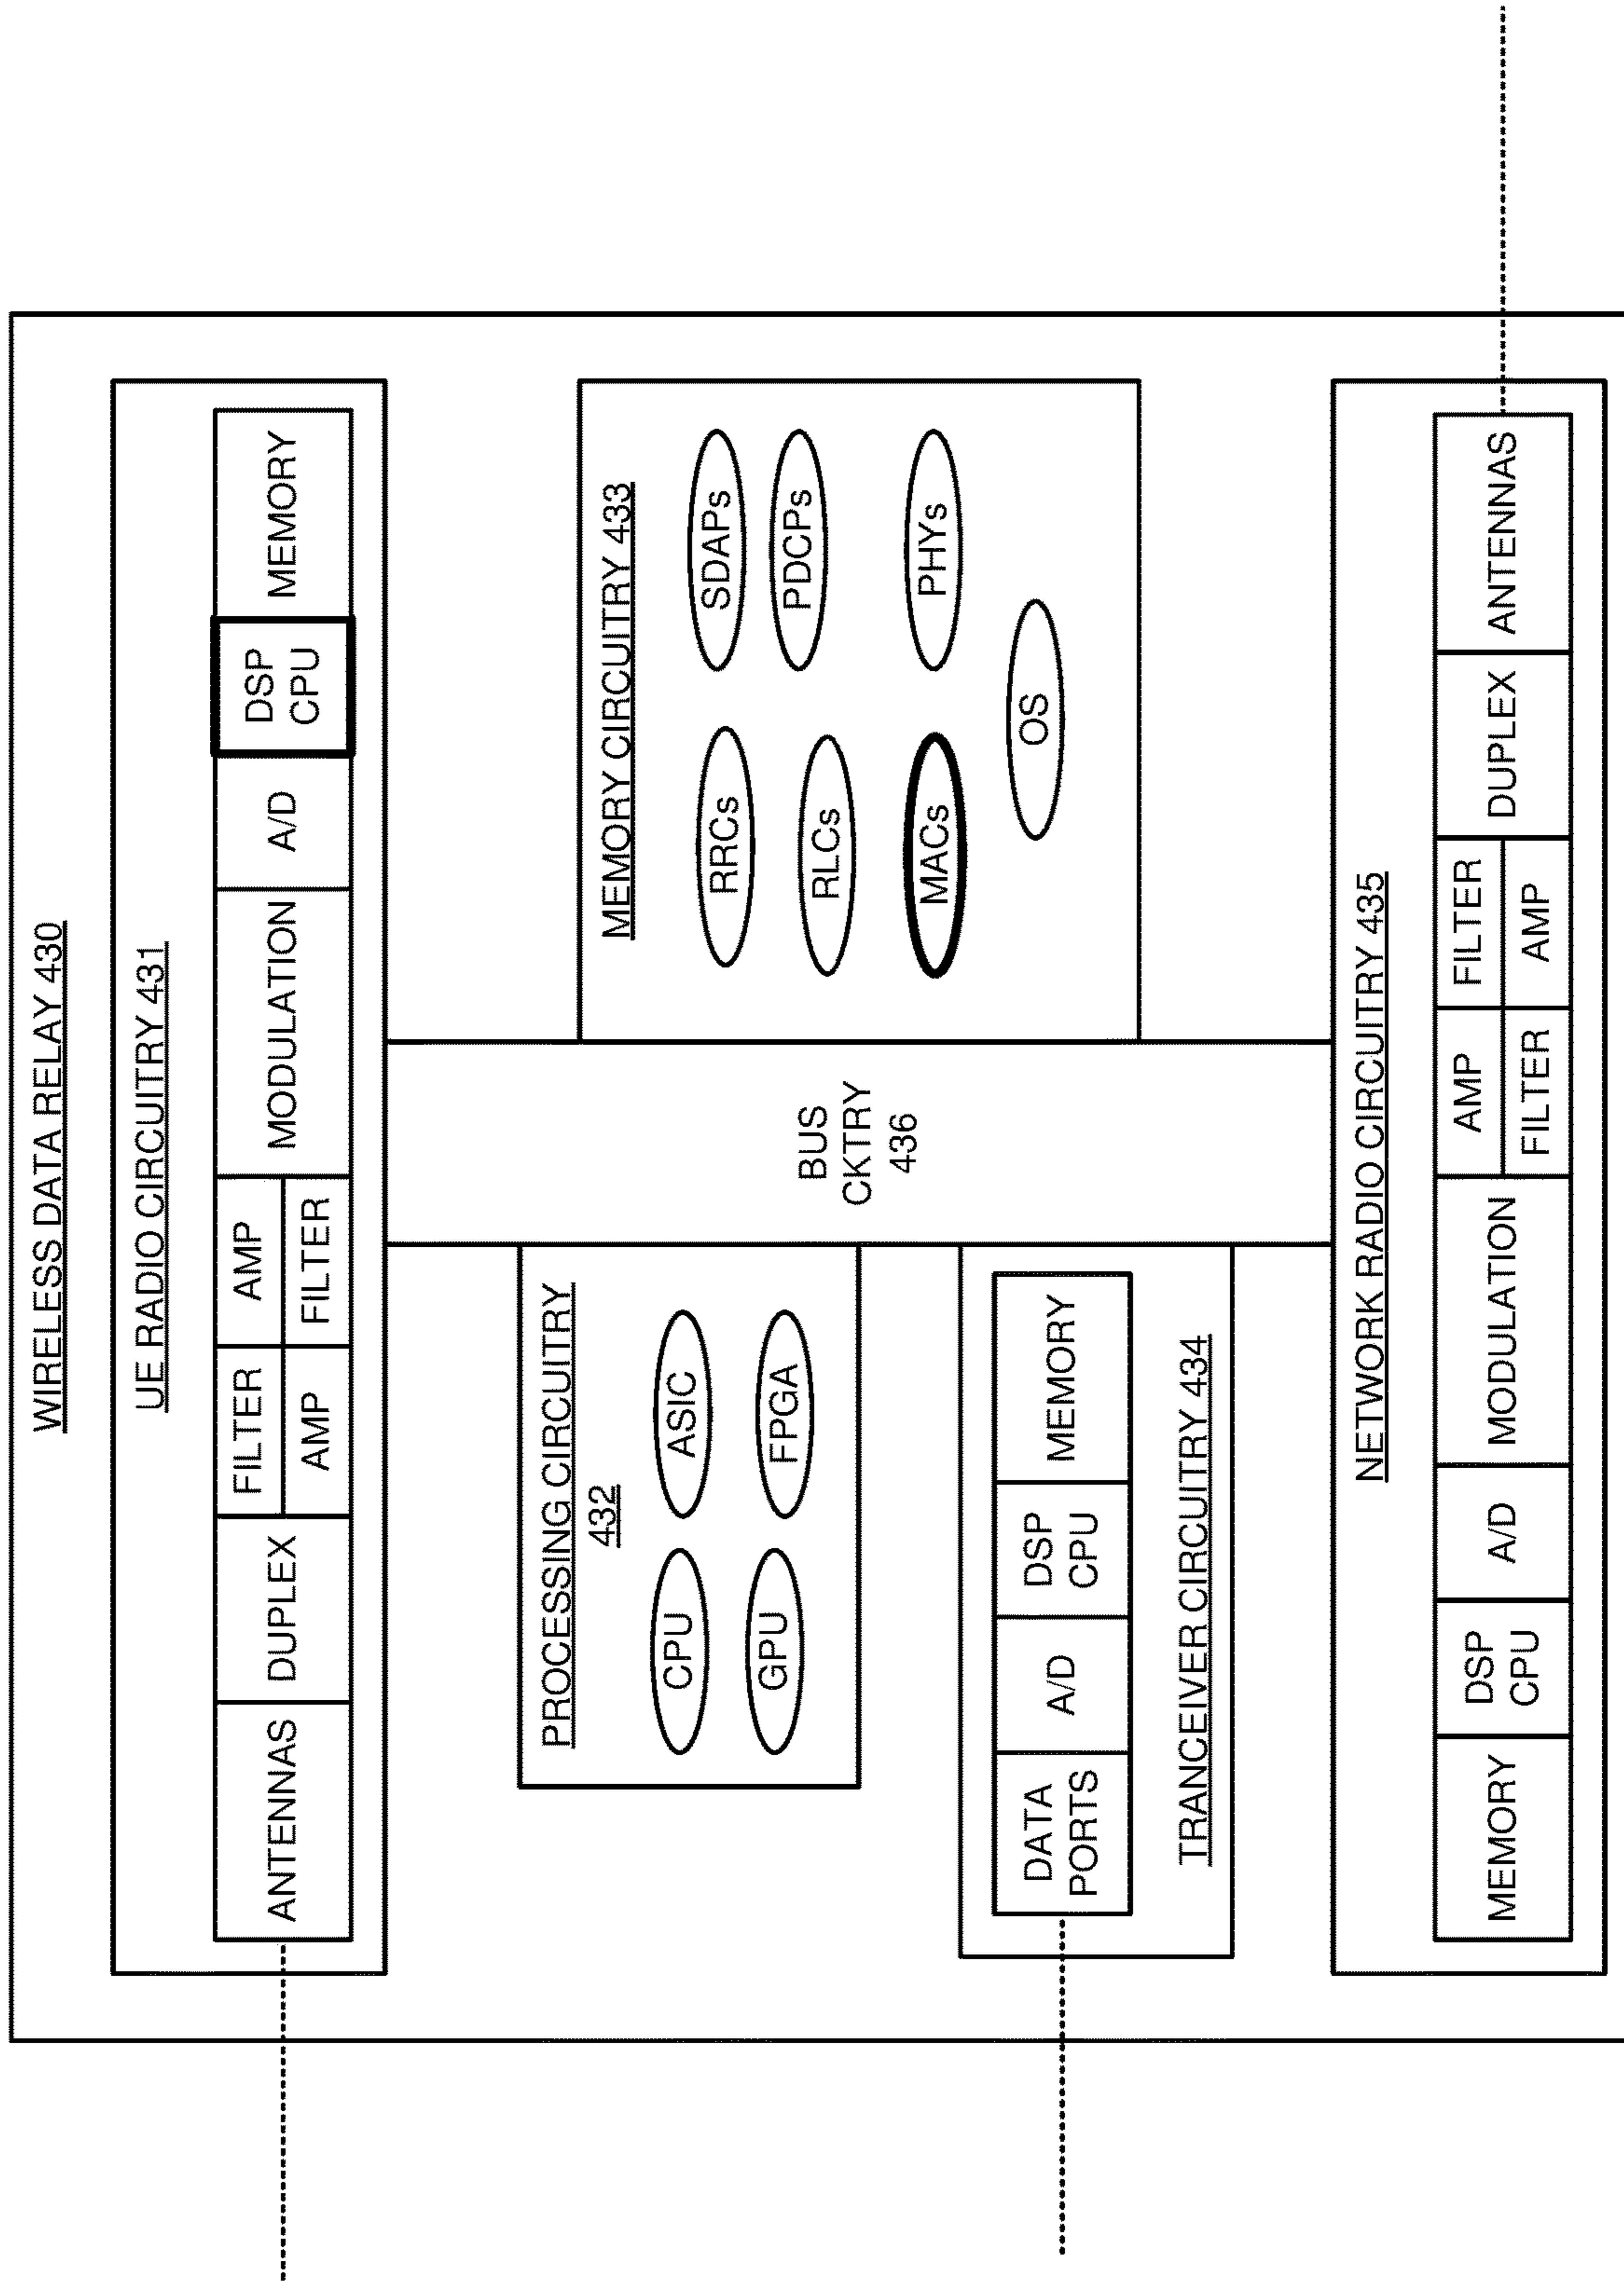 WIRELESS DATA RELAY 430
UE RADIO CIRCUITRY 431
ANTENNAS
DUPLEX
FILTER
AMP
AMP
FILTER
MODULATION
A/D
DSP
CPU
MEMORY
PROCESSING CIRCUITRY
432
CPU
ASIC
GPU
FPGA
BUS
CKTRY
436
MEMORY CIRCUITRY 433
RRCs
SDAPs
RLCs
PDCPs
MACs
PHYs
OS
DATA
PORTS
A/D
DSP
CPU
MEMORY
TRANCEIVER CIRCUITRY 434
NETWORK RADIO CIRCUITRY 435
MEMORY
DSP
CPU
A/D
MODULATION
AMP
FILTER
FILTER
AMP
DUPLEX
ANTENNAS